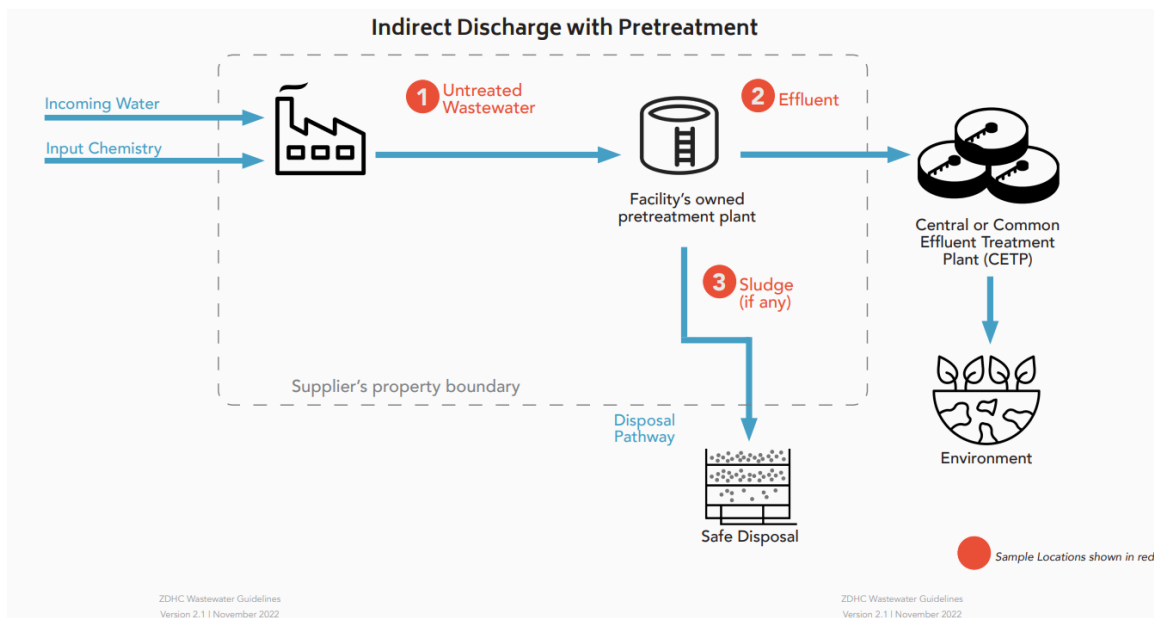 Indirect Discharge with Pretreatment
Incoming Water
Input Chemistry
1 Untreated
Wastewater
2 Effluent
Facility's owned
pretreatment plant
Central or Common
Effluent Treatment
Plant (CETP)
3 Sludge
(if any)
Supplier's property boundary
Disposal
Pathway
Environment
Safe Disposal
Sample Locations shown in red
ZDHC Wastewater Guidelines
Version 2.1 I November 2022
ZDHC Wastewater Guidelines
Version 2.1 I November 2022